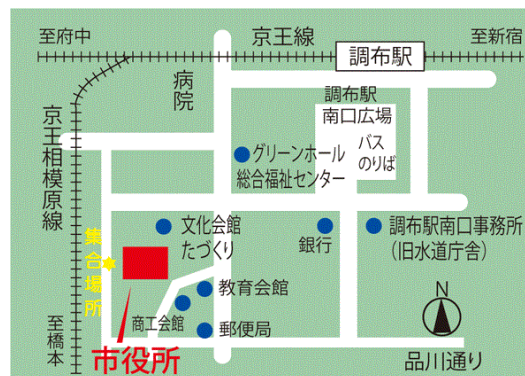 至府中
京王線
至新宿
調布駅
病院
調布駅
南口広場
バス
のりば
京王相模原線
グリーンホール
総合福祉センター
文化会館
たづくり
銀行
調布駅南口事務所
（旧水道庁舎）
集合場所
教育会館
商工会館
郵便局
N
至橋本
市役所
品川通り